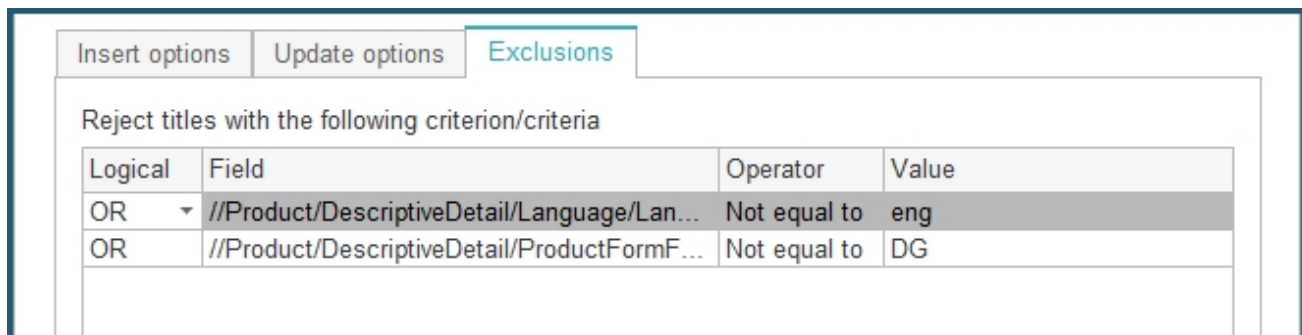 Insert options Update options Exclusions
Reject titles with the following criterion/criteria
Logical Field Operator Value
OR //Product/DescriptiveDetail/Language/Lan... Not equal to eng
OR //Product/DescriptiveDetail/ProductFormF... Not equal to DG